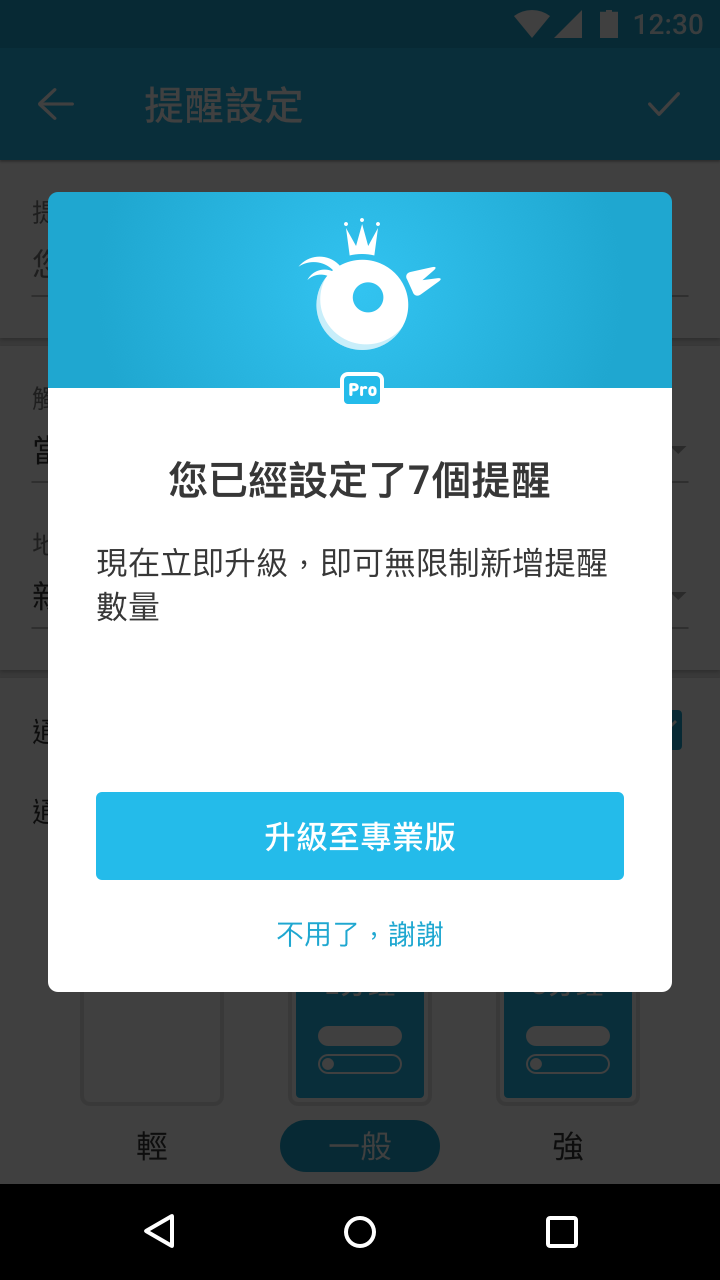 12:30
提醒設定
Pro
您已經設定了7個提醒
現在立即升級，即可無限制新增提醒
數量
升級至專業版
不用了，謝謝
輕
一般
強